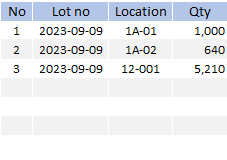 No Lot no Location Qty
1 2023-09-09 1A-01 1,000
2 2023-09-09 1A-02 640
3 2023-09-09 12-001 5,210